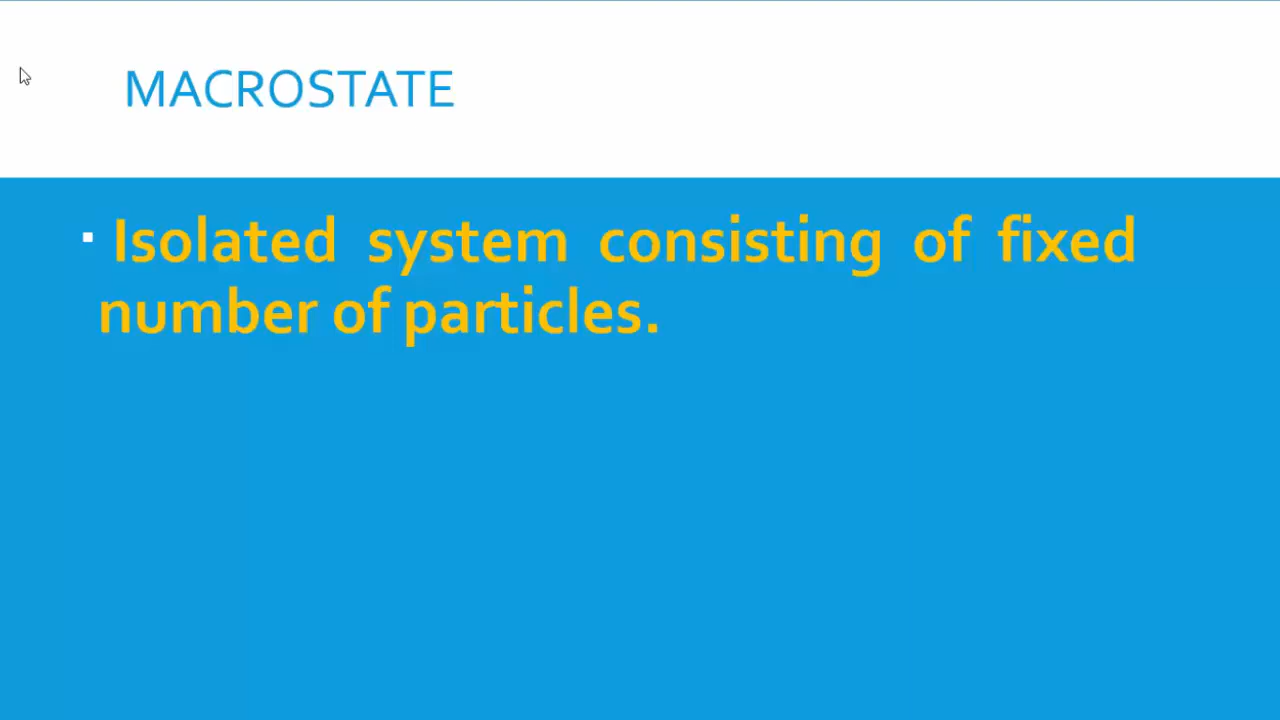 MACROSTATE
▪ Isolated system consisting of fixed
number of particles.